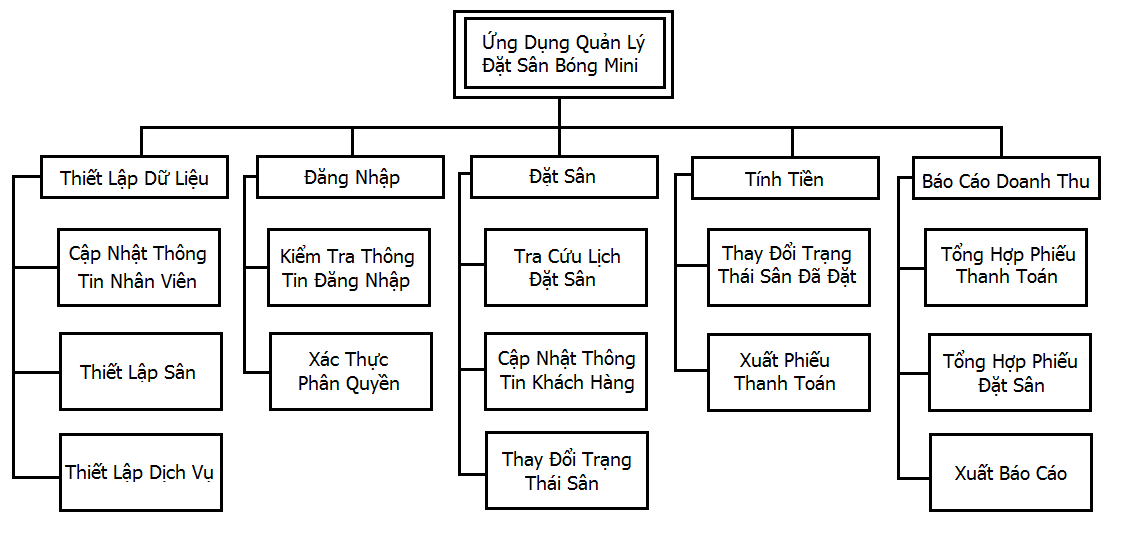 Ứng Dụng Quản Lý
Đặt Sân Bóng Mini
Thiết Lập Dữ Liệu
Đăng Nhập
Đặt Sân
Tính Tiền
Báo Cáo Doanh Thu
Cập Nhật Thông
Tin Nhân Viên
Kiểm Tra Thông
Tin Đăng Nhập
Tra Cứu Lịch
Đặt Sân
Thay Đổi Trạng
Thái Sân Đã Đặt
Tổng Hợp Phiếu
Thanh Toán
Thiết Lập Sân
Xác Thực
Phân Quyền
Cập Nhật Thông
Tin Khách Hàng
Xuất Phiếu
Thanh Toán
Tổng Hợp Phiếu
Đặt Sân
Thiết Lập Dịch Vụ
Thay Đổi Trạng
Thái Sân
Xuất Báo Cáo